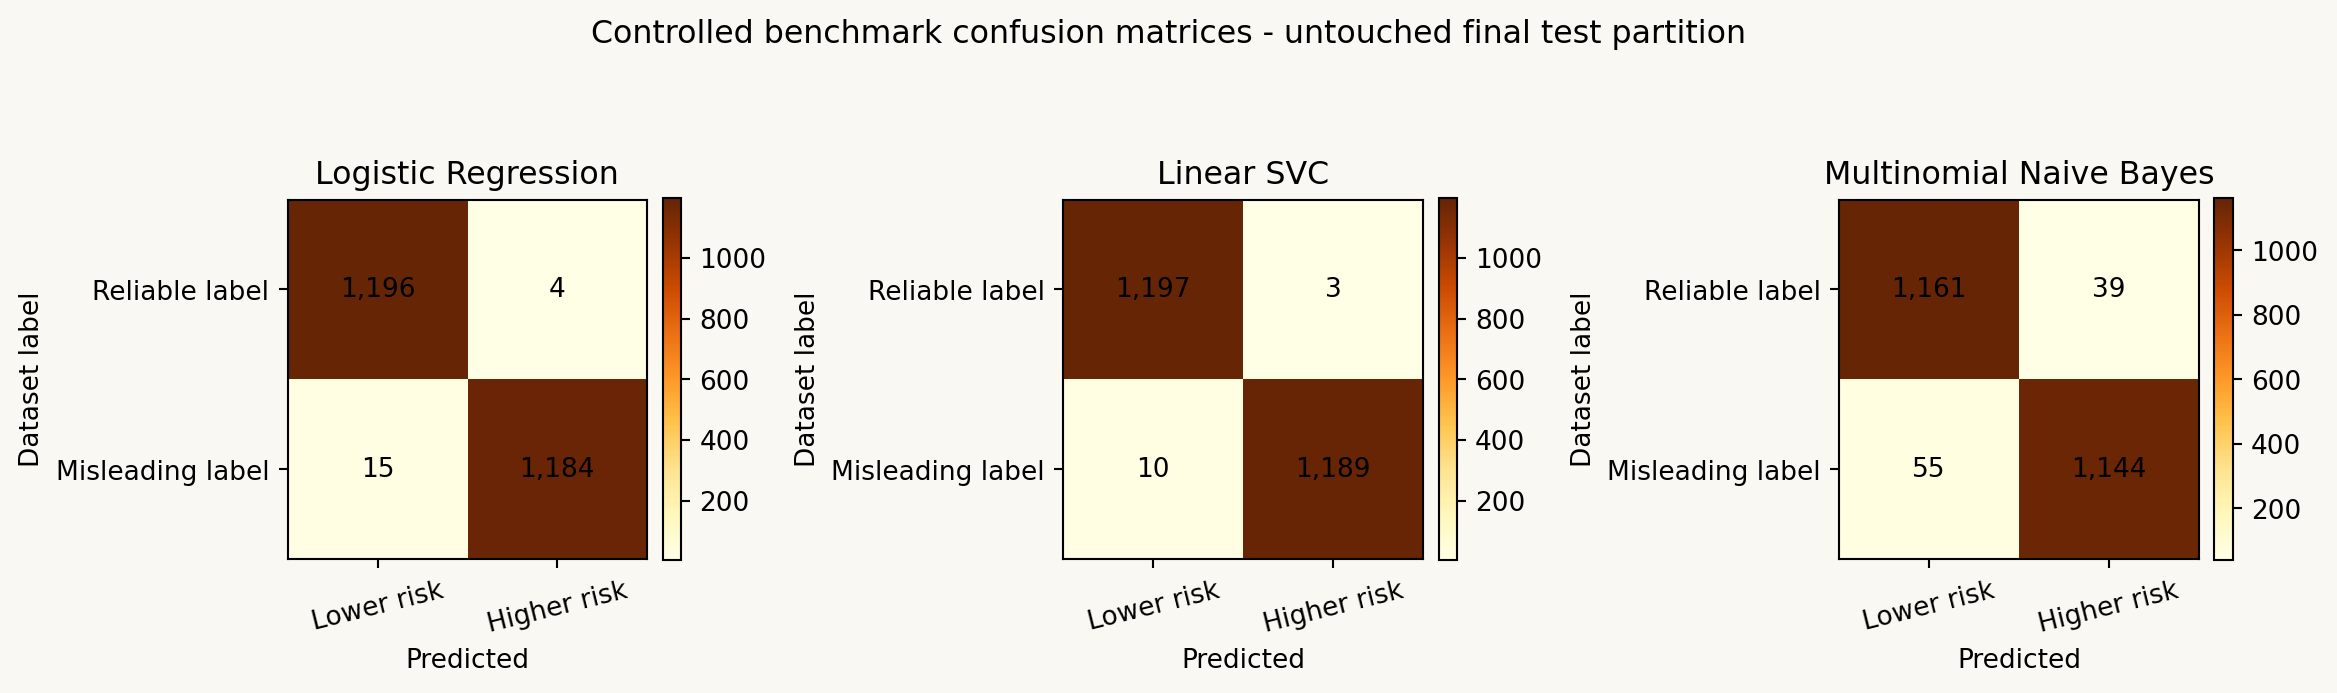 Controlled benchmark confusion matrices - untouched final test partition
Logistic Regression
Dataset label
Reliable label
Misleading label
1,196
4
15
1,184
1000
800
600
400
200
Lower risk
Higher risk
Predicted
Linear SVC
Dataset label
Reliable label
Misleading label
1,197
3
10
1,189
1000
800
600
400
200
Lower risk
Higher risk
Predicted
Multinomial Naive Bayes
Dataset label
Reliable label
Misleading label
1,161
39
55
1,144
1000
800
600
400
200
Lower risk
Higher risk
Predicted